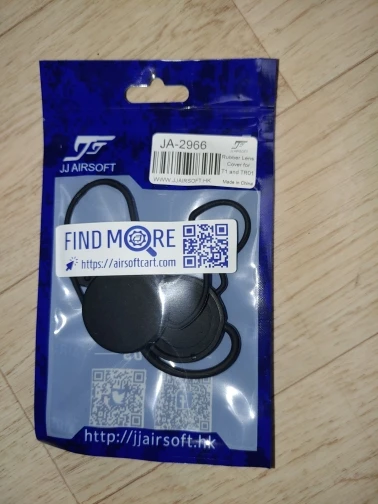 JJ AIRSOFT
JA-2966
Rubber Lens
Cover for
T1 and TR01
WWW.JJAIRSOFT.HK
Made in China
FIND MORE
https://airsoftcart.com
http://jjairsoft.hk